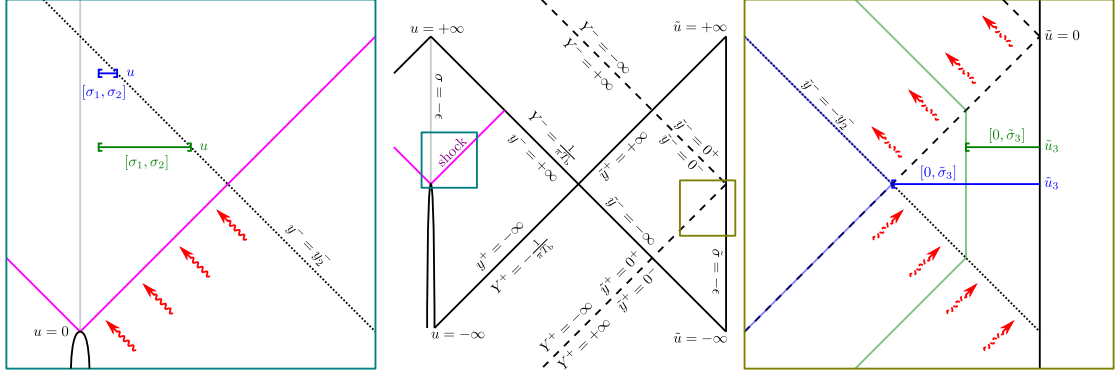 u
[σ₁, σ₂]
u
[σ₁, σ₂]
y⁻ = y₂⁻
u = 0
u = +∞
σ = −ϵ
shock
Y⁻ = 1/(πT_b)
y⁻ = +∞
y⁺ = −∞
Y⁺ = −1/(πT_b)
u = −∞
Y⁻ = −∞
Y⁻ = +∞
ũ = +∞
ỹ⁻ = 0⁺
ỹ⁻ = 0⁻
ỹ⁺ = +∞
ỹ⁻ = −∞
ỹ⁺ = 0⁺
ỹ⁺ = 0⁻
Y⁺ = −∞
Y⁺ = +∞
σ̃ = −ϵ
ũ = −∞
ũ = 0
ỹ⁻ = −y₂⁻
[0, σ̃₃]
ũ₃
[0, σ̃₃]
ũ₃